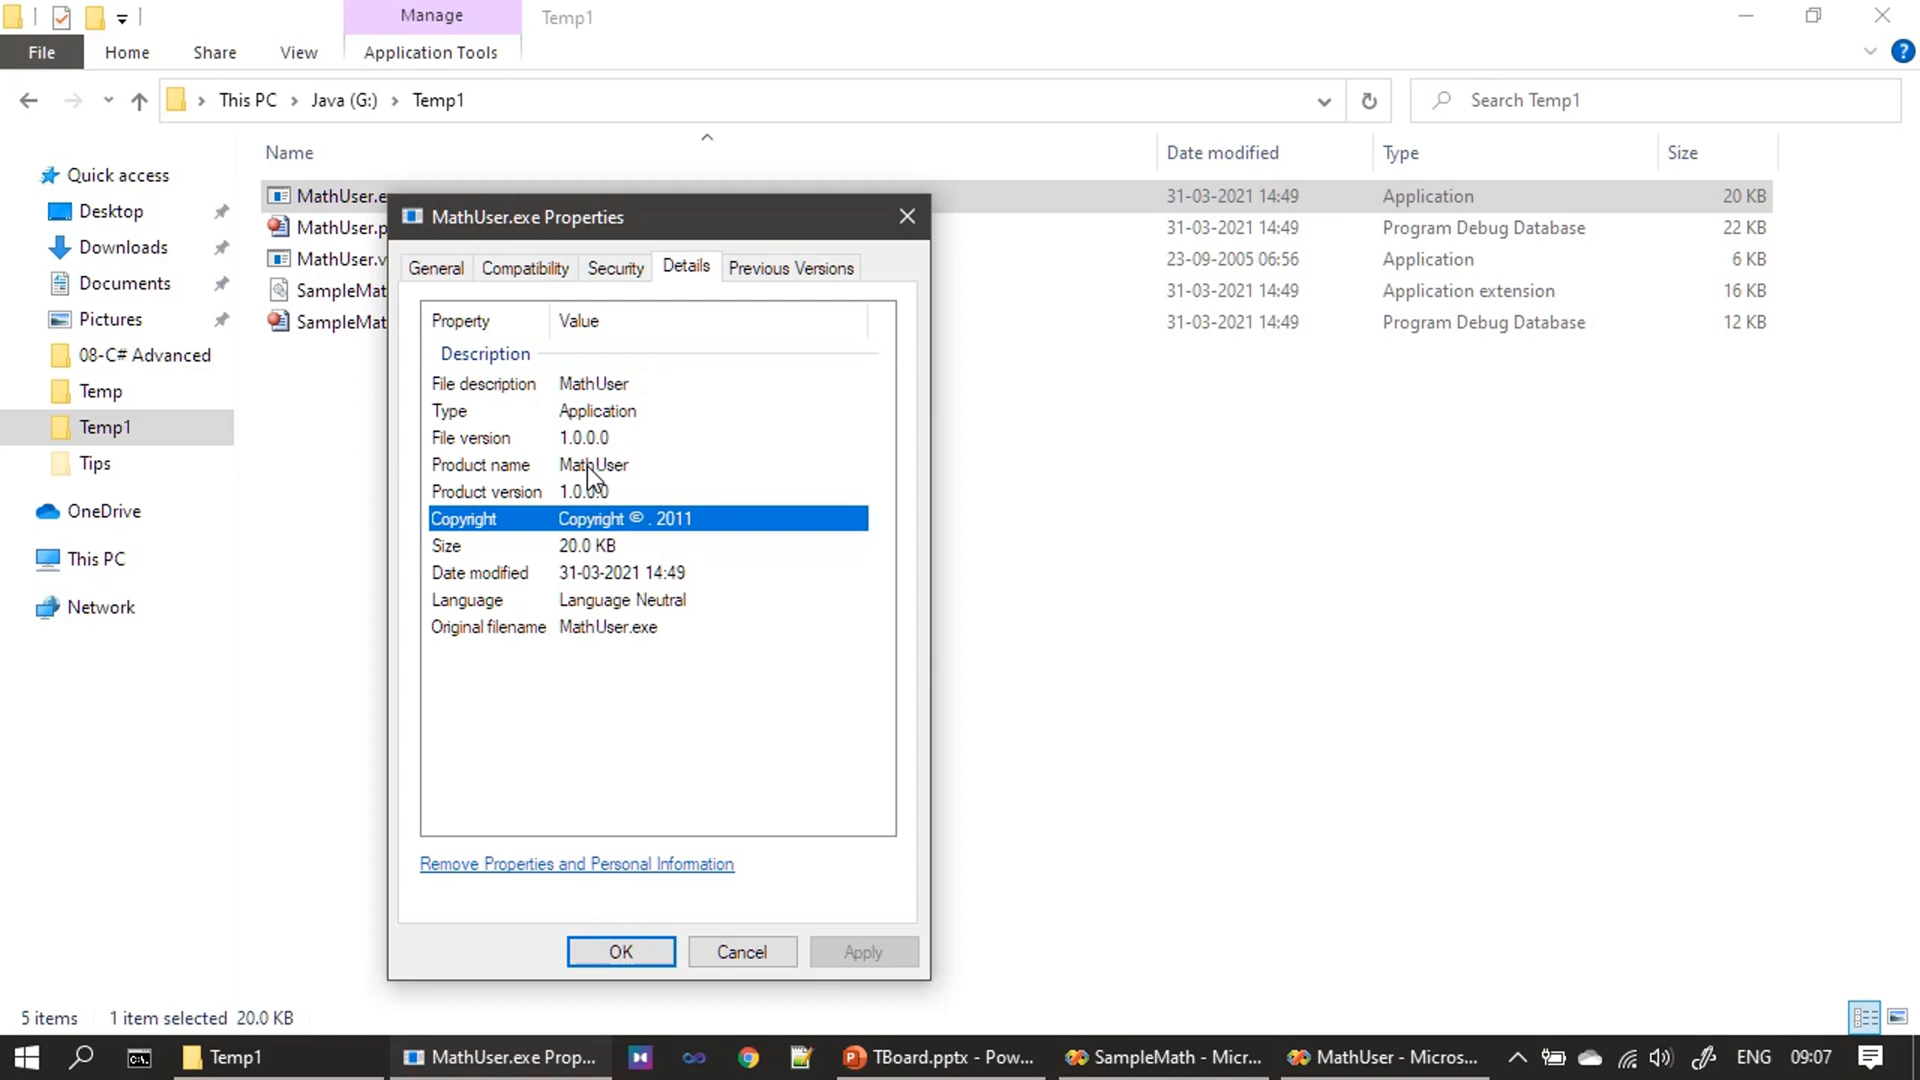 Manage
Temp1
File
Home
Share
View
Application Tools
This PC
Java (G:)
Temp1
Search Temp1
Name
Date modified
Type
Size
Quick access
Desktop
Downloads
Documents
Pictures
08-C# Advanced
Temp
Temp1
Tips
OneDrive
This PC
Network
MathUser.e
31-03-2021 14:49
Application
20 KB
MathUser.p
31-03-2021 14:49
Program Debug Database
22 KB
MathUser.v
23-09-2005 06:56
Application
6 KB
SampleMat
31-03-2021 14:49
Application extension
16 KB
SampleMat
31-03-2021 14:49
Program Debug Database
12 KB
MathUser.exe Properties
General
Compatibility
Security
Details
Previous Versions
Property
Value
Description
File description
MathUser
Type
Application
File version
1.0.0.0
Product name
MathUser
Product version
1.0.0.0
Copyright
Copyright © . 2011
Size
20.0 KB
Date modified
31-03-2021 14:49
Language
Language Neutral
Original filename
MathUser.exe
Remove Properties and Personal Information
OK
Cancel
Apply
5 items
1 item selected 20.0 KB
Temp1
MathUser.exe Prop...
TBoard.pptx - Pow...
SampleMath - Micr...
MathUser - Micros...
ENG
09:07